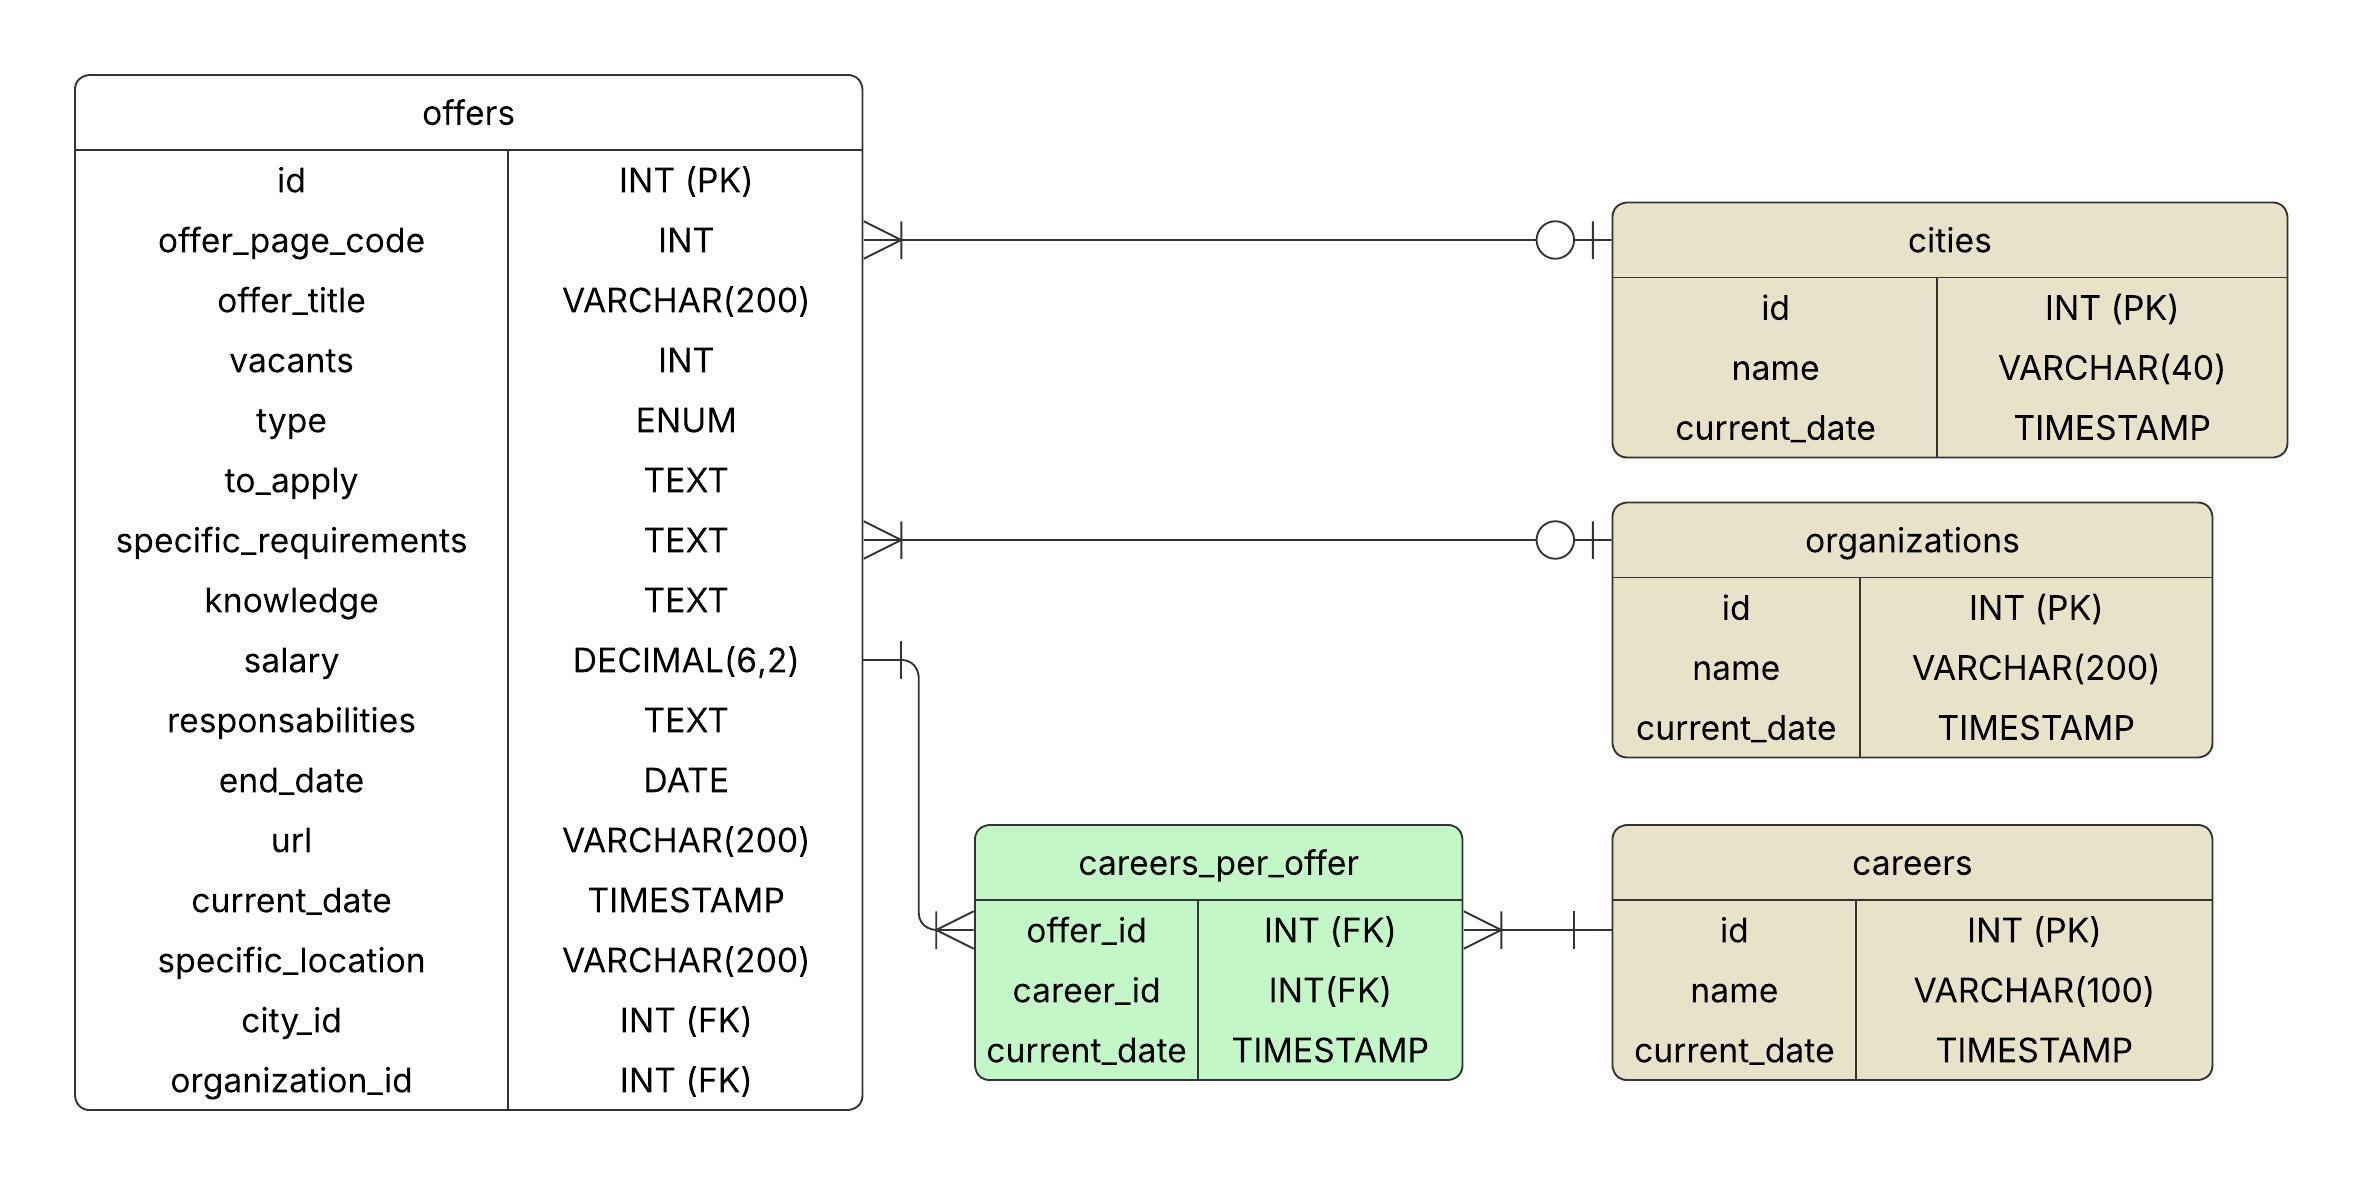 offers
id INT (PK)
offer_page_code INT
offer_title VARCHAR(200)
vacants INT
type ENUM
to_apply TEXT
specific_requirements TEXT
knowledge TEXT
salary DECIMAL(6,2)
responsabilities TEXT
end_date DATE
url VARCHAR(200)
current_date TIMESTAMP
specific_location VARCHAR(200)
city_id INT (FK)
organization_id INT (FK)
cities
id INT (PK)
name VARCHAR(40)
current_date TIMESTAMP
organizations
id INT (PK)
name VARCHAR(200)
current_date TIMESTAMP
careers_per_offer
offer_id INT (FK)
career_id INT(FK)
current_date TIMESTAMP
careers
id INT (PK)
name VARCHAR(100)
current_date TIMESTAMP